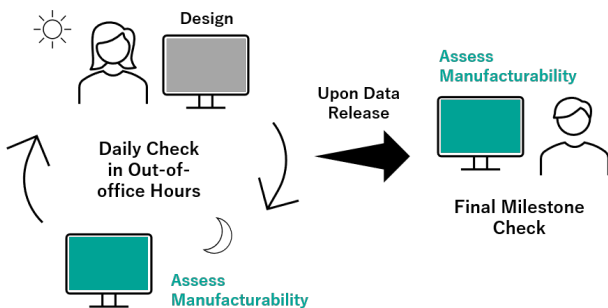 Design
Daily Check
in Out-of-
office Hours
Assess
Manufacturability
Upon Data
Release
Assess
Manufacturability
Final Milestone
Check